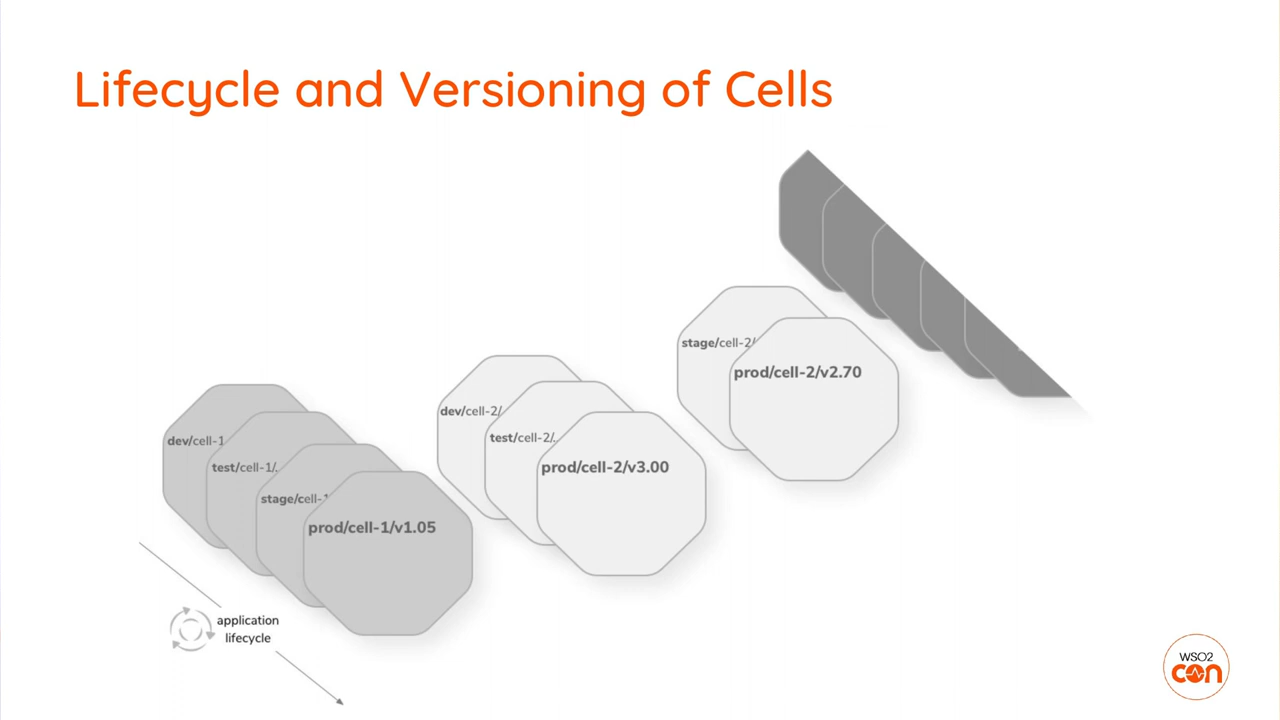 Lifecycle and Versioning of Cells
dev/cell-1
test/cell-1/.
stage/cell-1
prod/cell-1/v1.05
dev/cell-2/
test/cell-2/.
prod/cell-2/v3.00
stage/cell-2/
prod/cell-2/v2.70
application
lifecycle
WSO2
con